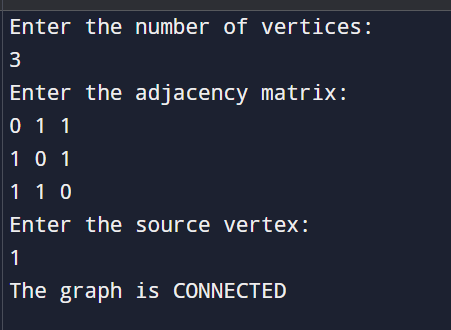 Enter the number of vertices:
3
Enter the adjacency matrix:
0 1 1
1 0 1
1 1 0
Enter the source vertex:
1
The graph is CONNECTED